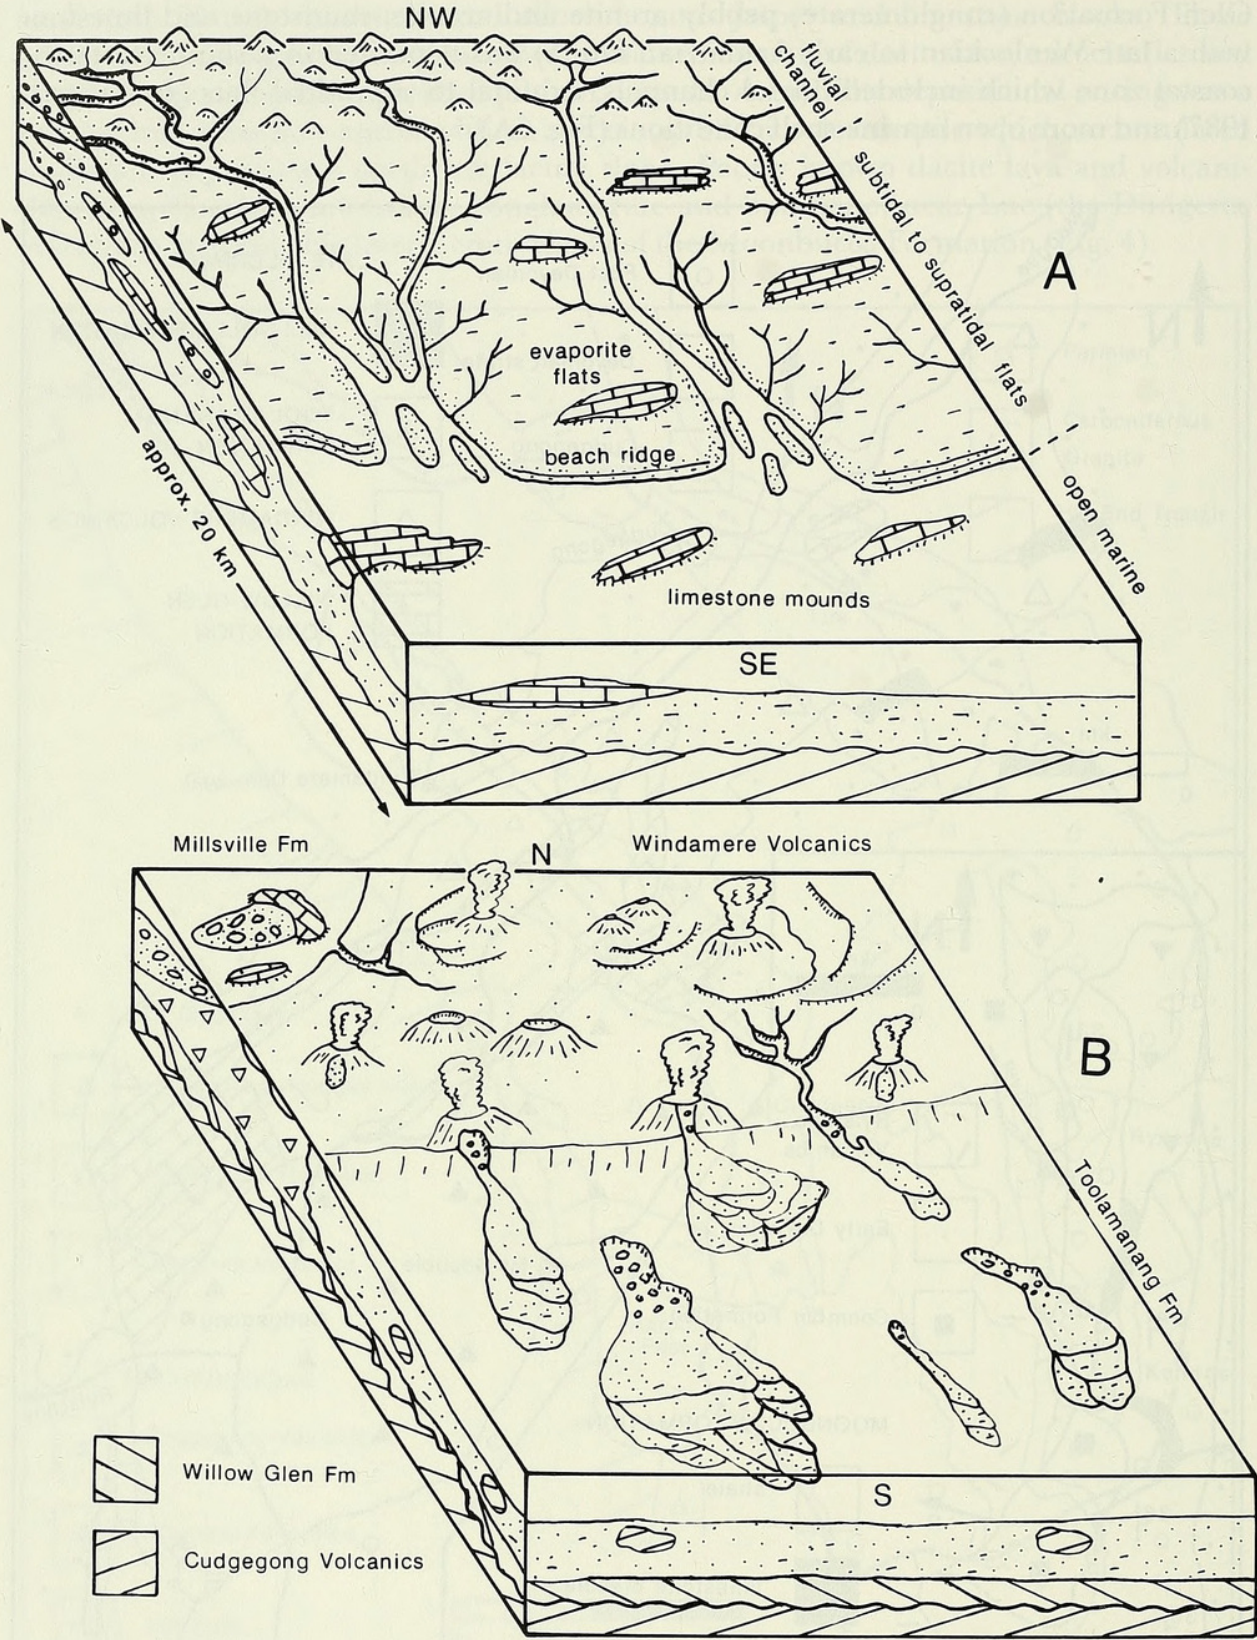 NW
fluvial
channels
subtidal to supratidal flats
A
evaporite
flats
beach ridge
approx. 20 km
open marine
limestone mounds
SE
Millsville Fm
N
Windamere Volcanics
B
Toolamanang Fm
Willow Glen Fm
S
Cudgegong Volcanics